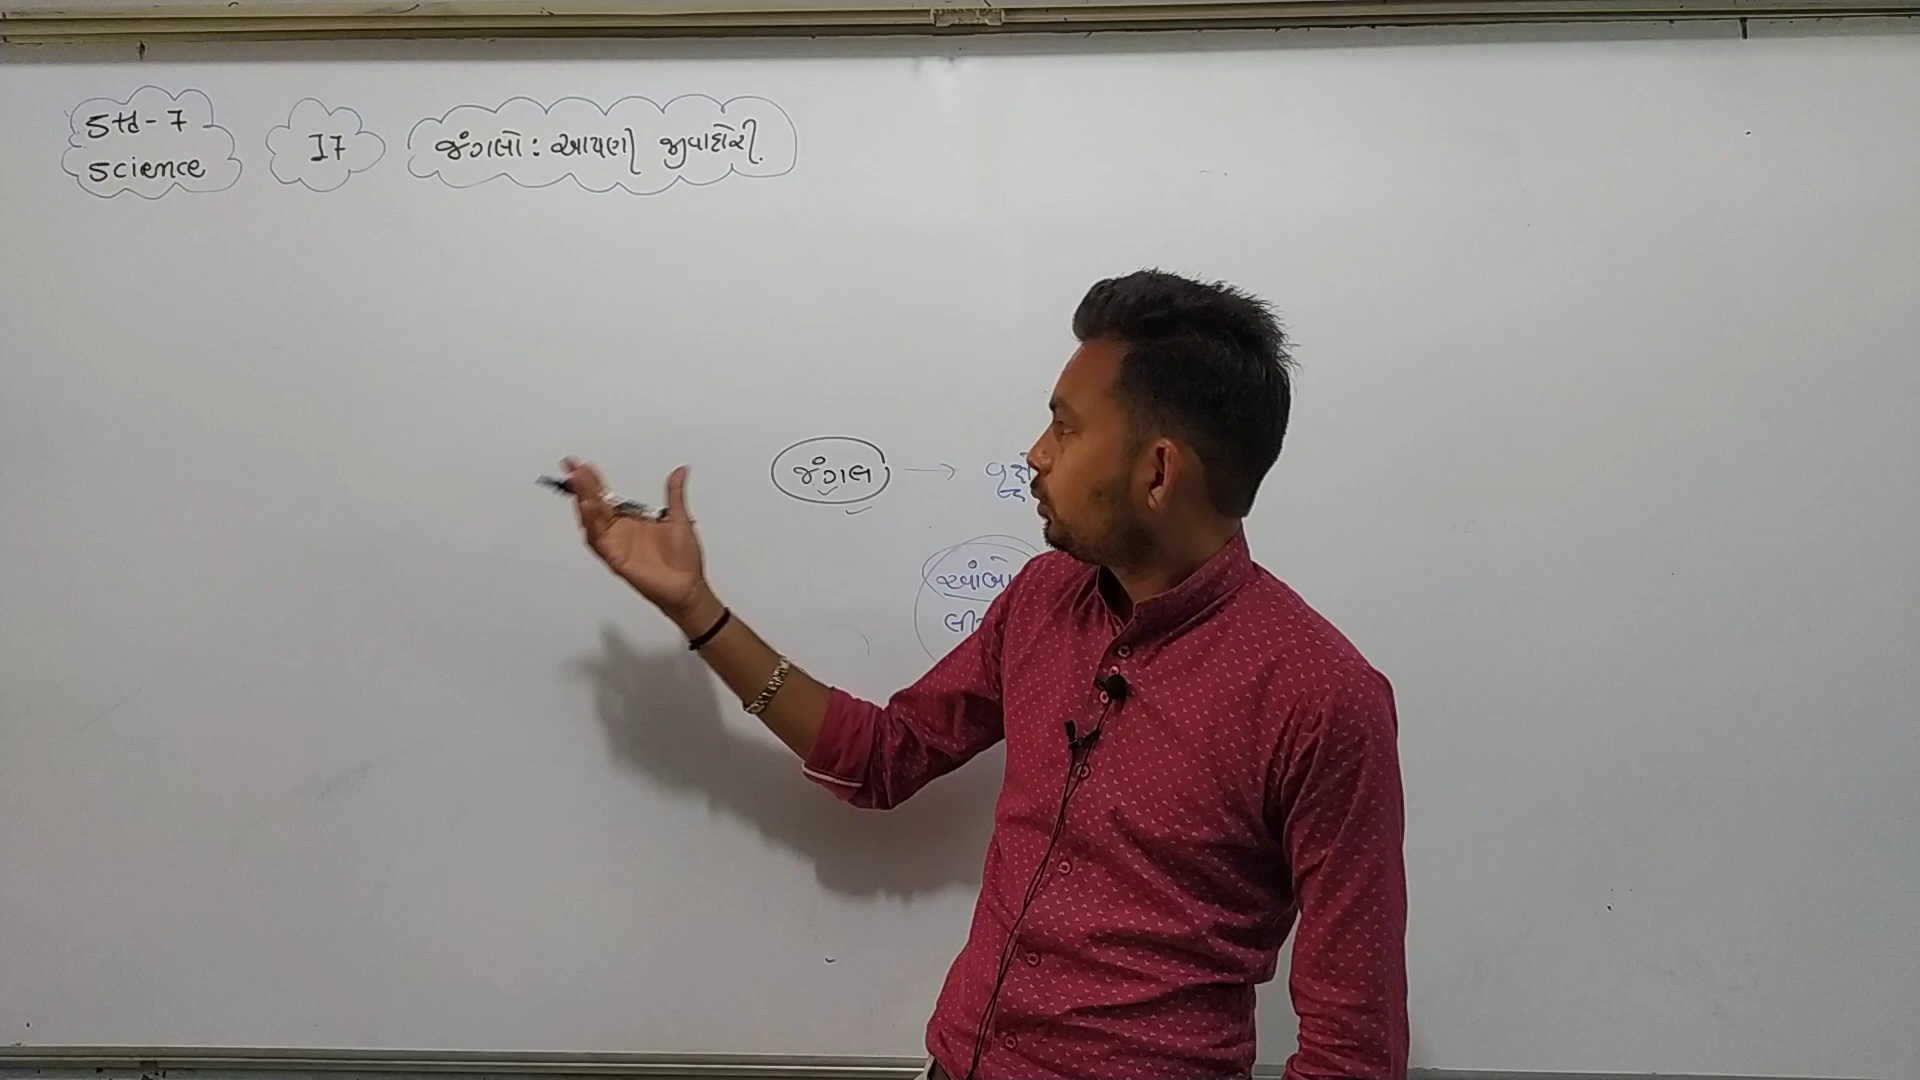 Std-7
science
17
જંગલો : આપણી જીવાદોરી.
જંગલ →
આંબો